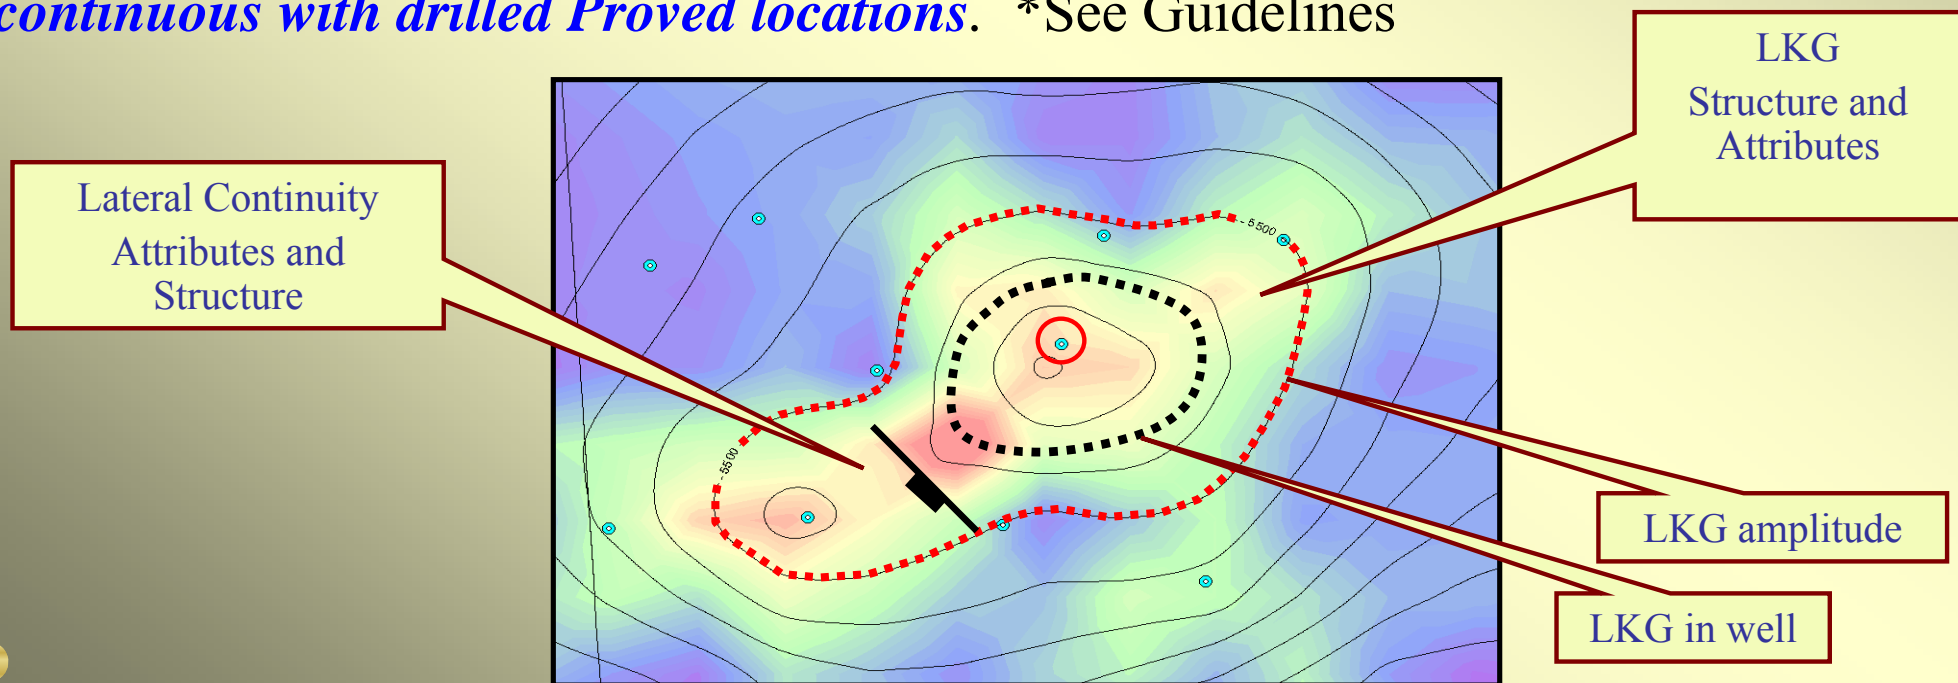 continuous with drilled Proved locations. *See Guidelines
LKG
Structure and
Attributes
Lateral Continuity
Attributes and
Structure
-5500
-5500
LKG amplitude
LKG in well